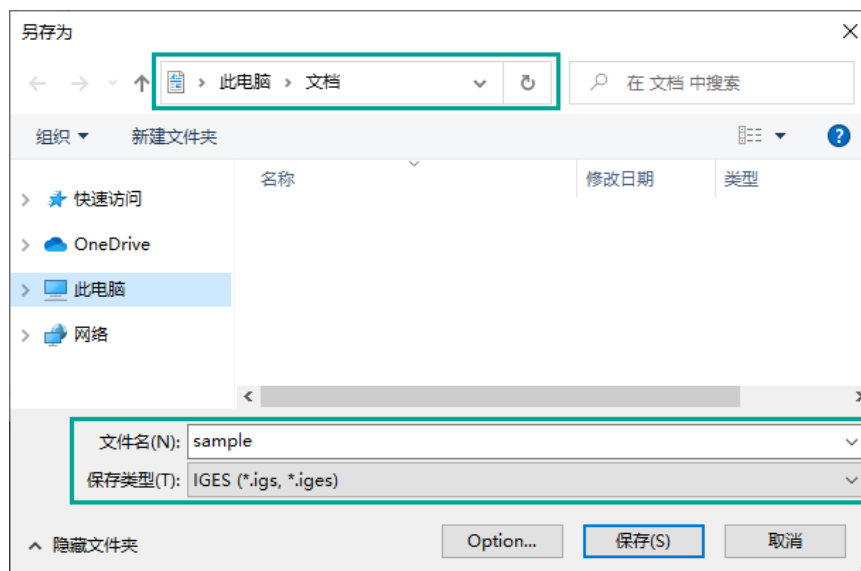 另存为
此电脑 › 文档
在 文档 中搜索
组织 新建文件夹
名称 修改日期 类型
快速访问
OneDrive
此电脑
网络
文件名(N): sample
保存类型(T): IGES (*.igs, *.iges)
隐藏文件夹 Option... 保存(S) 取消